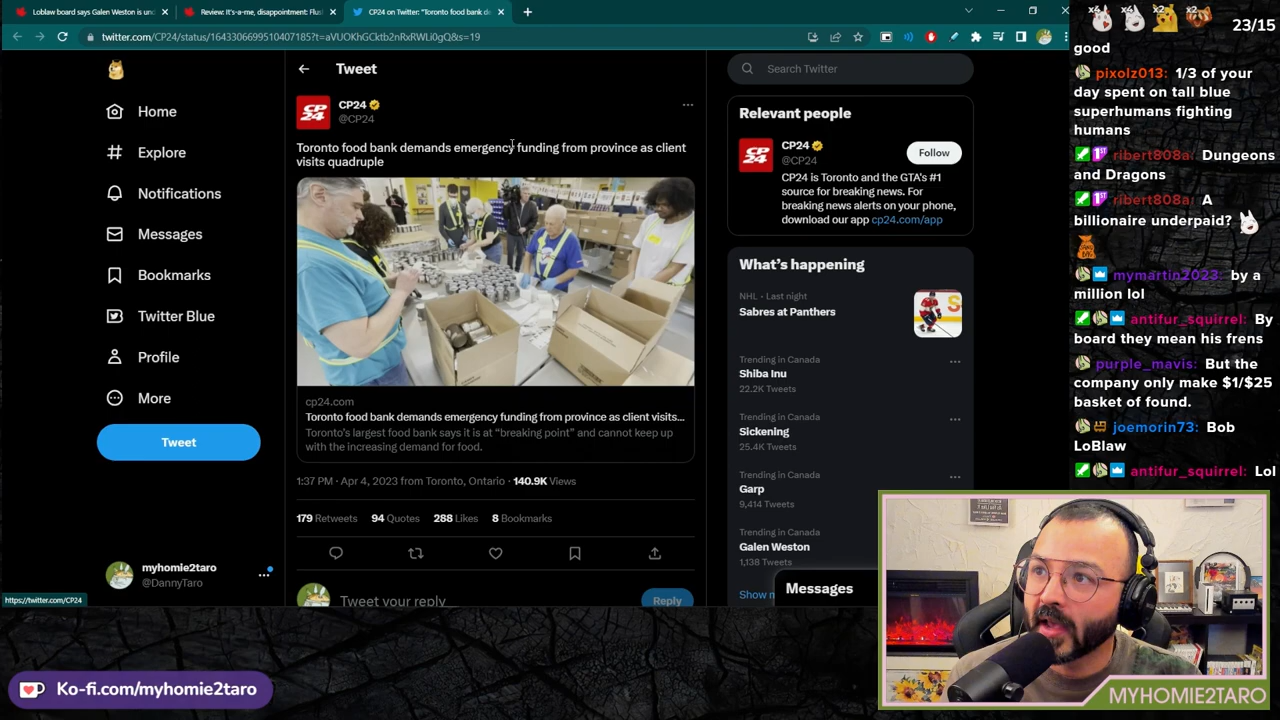 Loblaw board says Galen Weston is und
Review: It's-a-me, disappointment: Flus
CP24 on Twitter: "Toronto food bank de
twitter.com/CP24/status/1643306699510407185?t=aVUOKhGCktb2nRxRWLi0gQ&s=19
Home
Explore
Notifications
Messages
Bookmarks
Twitter Blue
Profile
More
Tweet
myhomie2taro
@DannyTaro
https://twitter.com/CP24
Tweet
CP24
@CP24
Toronto food bank demands emergency funding from province as client
visits quadruple
cp24.com
Toronto food bank demands emergency funding from province as client visits...
Toronto's largest food bank says it is at “breaking point” and cannot keep up
with the increasing demand for food.
1:37 PM · Apr 4, 2023 from Toronto, Ontario · 140.9K Views
179 Retweets 94 Quotes 288 Likes 8 Bookmarks
Tweet your reply
Reply
Search Twitter
Relevant people
CP24
@CP24
Follow
CP24 is Toronto and the GTA's #1
source for breaking news. For
breaking news alerts on your phone,
download our app cp24.com/app
What's happening
NHL · Last night
Sabres at Panthers
Trending in Canada
Shiba Inu
22.2K Tweets
Trending in Canada
Sickening
25.4K Tweets
Trending in Canada
Garp
9,414 Tweets
Trending in Canada
Galen Weston
1,138 Tweets
Show
Messages
x4 x4 x2 x2
23/15
good
pixolz013: 1/3 of your
day spent on tall blue
superhumans fighting
humans
ribert808a: Dungeons
and Dragons
ribert808a: A
billionaire underpaid?
mymartin2023: by a
million lol
antifur_squirrel: By
board they mean his frens
purple_mavis: But the
company only make $1/$25
basket of found.
joemorin73: Bob
LoBlaw
antifur_squirrel: Lol
Ko-fi.com/myhomie2taro
MYHOMIE2TARO